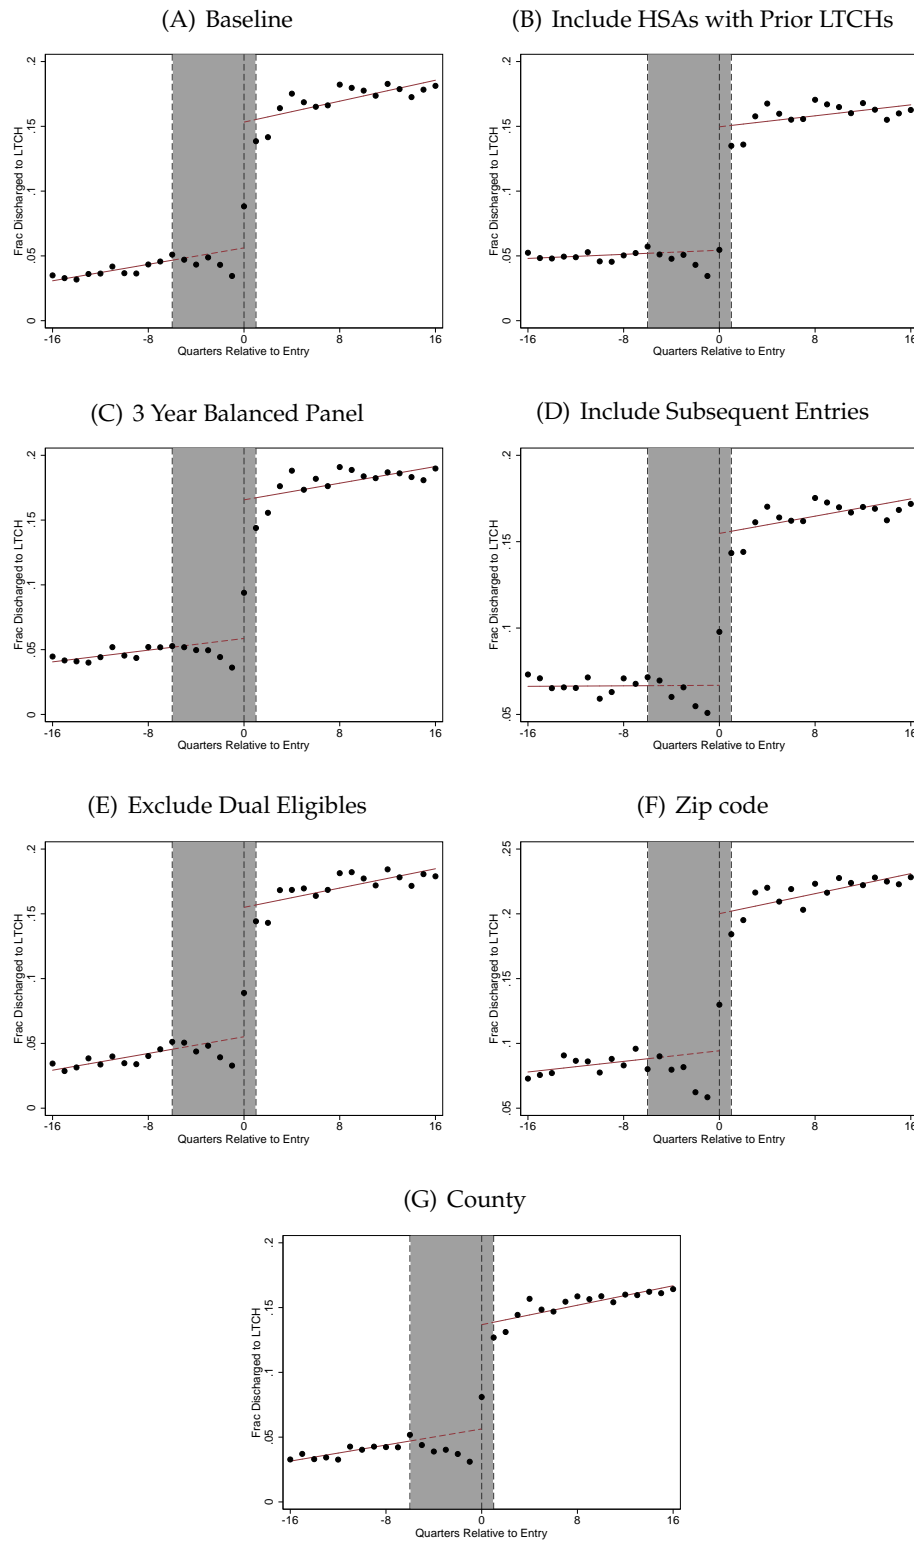 (A) Baseline
(B) Include HSAs with Prior LTCHs
Frac Discharged to LTCH
0 .05 .1 .15 .2
-16 -8 0 8 16
Quarters Relative to Entry
Frac Discharged to LTCH
0 .05 .1 .15 .2
-16 -8 0 8 16
Quarters Relative to Entry
(C) 3 Year Balanced Panel
(D) Include Subsequent Entries
Frac Discharged to LTCH
0 .05 .1 .15 .2
-16 -8 0 8 16
Quarters Relative to Entry
Frac Discharged to LTCH
.05 .1 .15 .2
-16 -8 0 8 16
Quarters Relative to Entry
(E) Exclude Dual Eligibles
(F) Zip code
Frac Discharged to LTCH
0 .05 .1 .15 .2
-16 -8 0 8 16
Quarters Relative to Entry
Frac Discharged to LTCH
.05 .1 .15 .2 .25
-16 -8 0 8 16
Quarters Relative to Entry
(G) County
Frac Discharged to LTCH
0 .05 .1 .15 .2
-16 -8 0 8 16
Quarters Relative to Entry